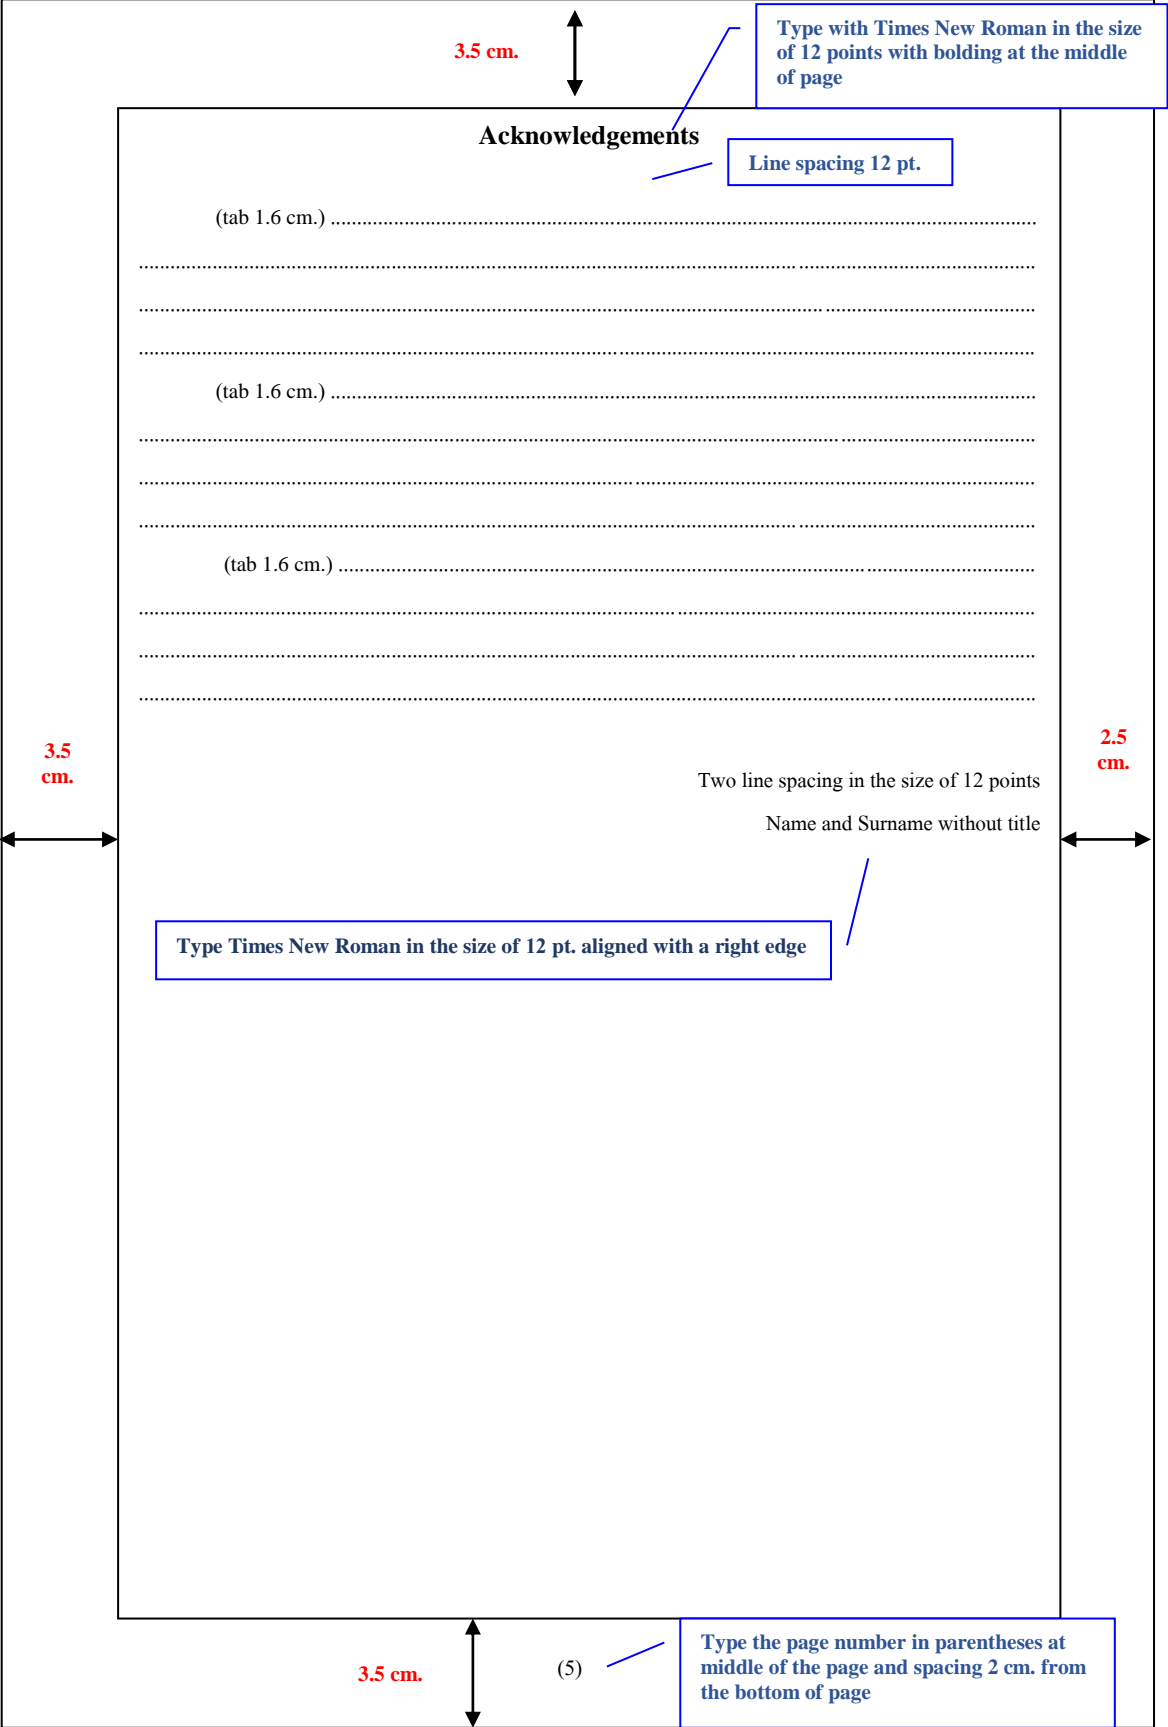 3.5 cm.
Type with Times New Roman in the size
of 12 points with bolding at the middle
of page
Acknowledgements
Line spacing 12 pt.
(tab 1.6 cm.) ......................................................................................................................................
..........................................................................................................................................................................
..........................................................................................................................................................................
..........................................................................................................................................................................
(tab 1.6 cm.) ......................................................................................................................................
..........................................................................................................................................................................
..........................................................................................................................................................................
..........................................................................................................................................................................
(tab 1.6 cm.) ....................................................................................................................................
..........................................................................................................................................................................
..........................................................................................................................................................................
..........................................................................................................................................................................
3.5
cm.
2.5
cm.
Two line spacing in the size of 12 points
Name and Surname without title
Type Times New Roman in the size of 12 pt. aligned with a right edge
3.5 cm.
(5)
Type the page number in parentheses at
middle of the page and spacing 2 cm. from
the bottom of page